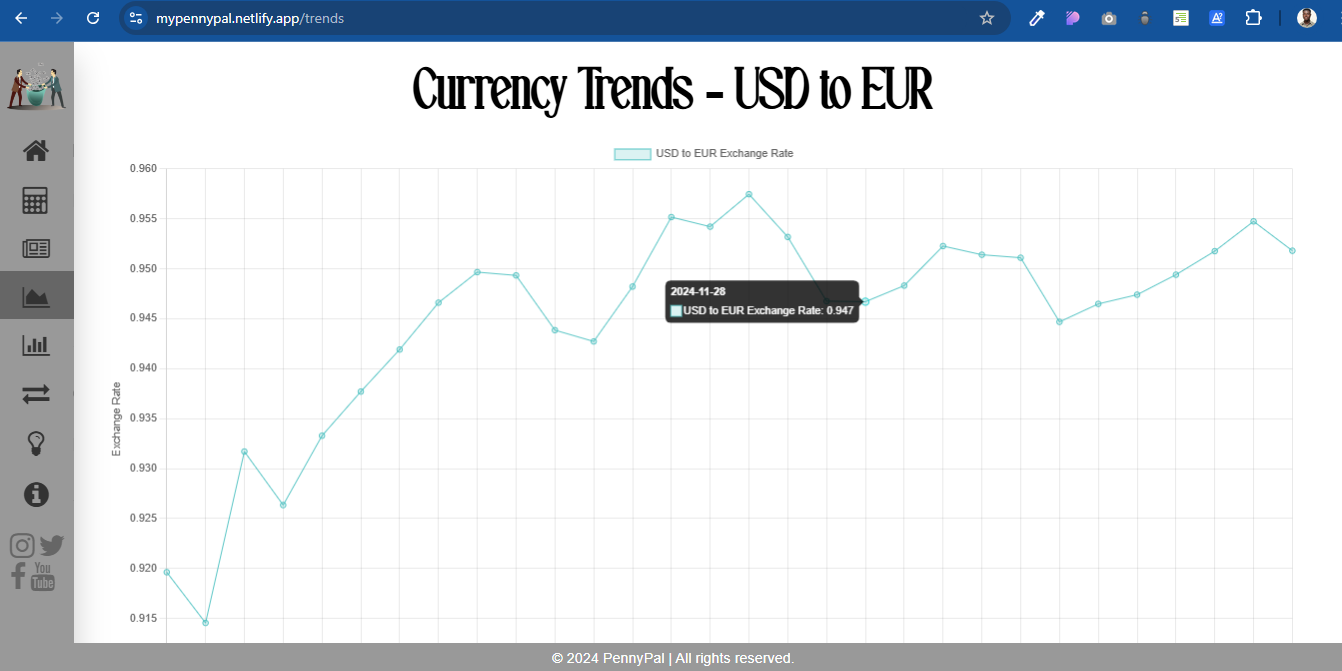 mypennypal.netlify.app/trends
Currency Trends - USD to EUR
USD to EUR Exchange Rate
0.960
0.955
0.950
2024-11-28
USD to EUR Exchange Rate: 0.947
0.945
0.940
0.935
0.930
0.925
0.920
0.915
Exchange Rate
You
Tube
© 2024 PennyPal | All rights reserved.